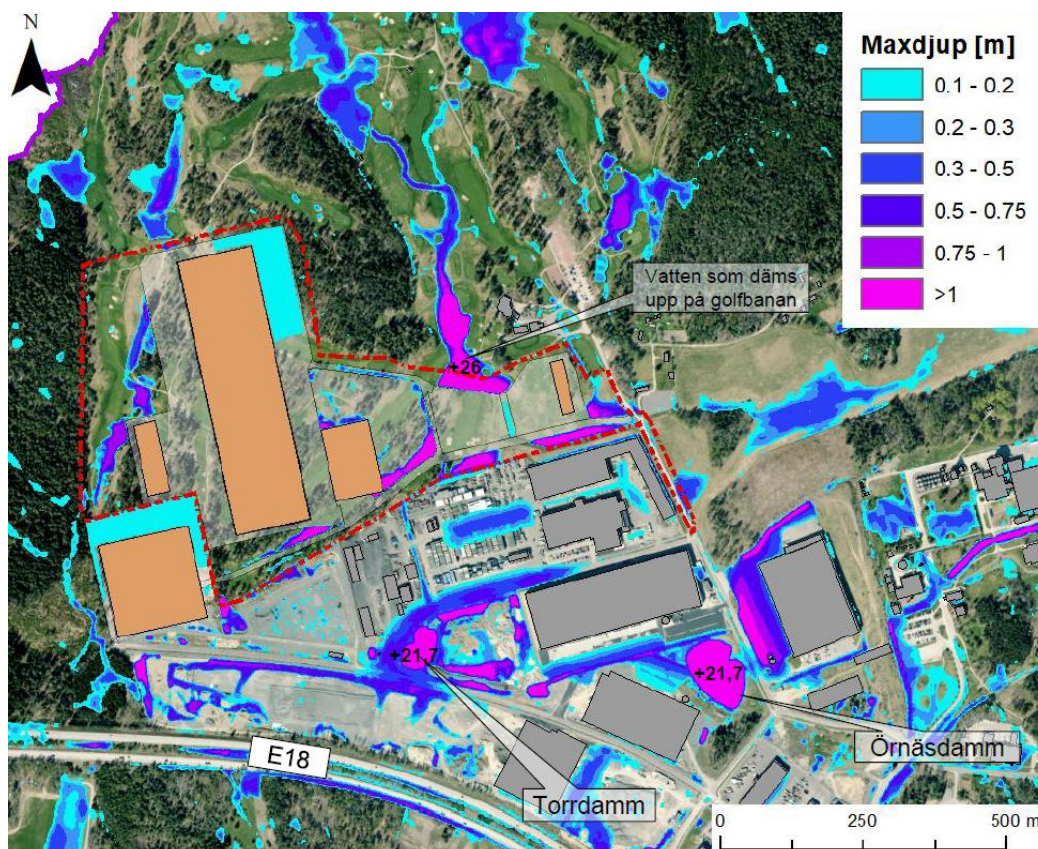 N
Maxdjup [m]
0.1 - 0.2
0.2 - 0.3
0.3 - 0.5
0.5 - 0.75
0.75 - 1
>1
Vatten som däms
upp på golfbanan
+26
+21,7
+21,7
Örnäsdamm
E18
Torrdamm
0 250 500 m